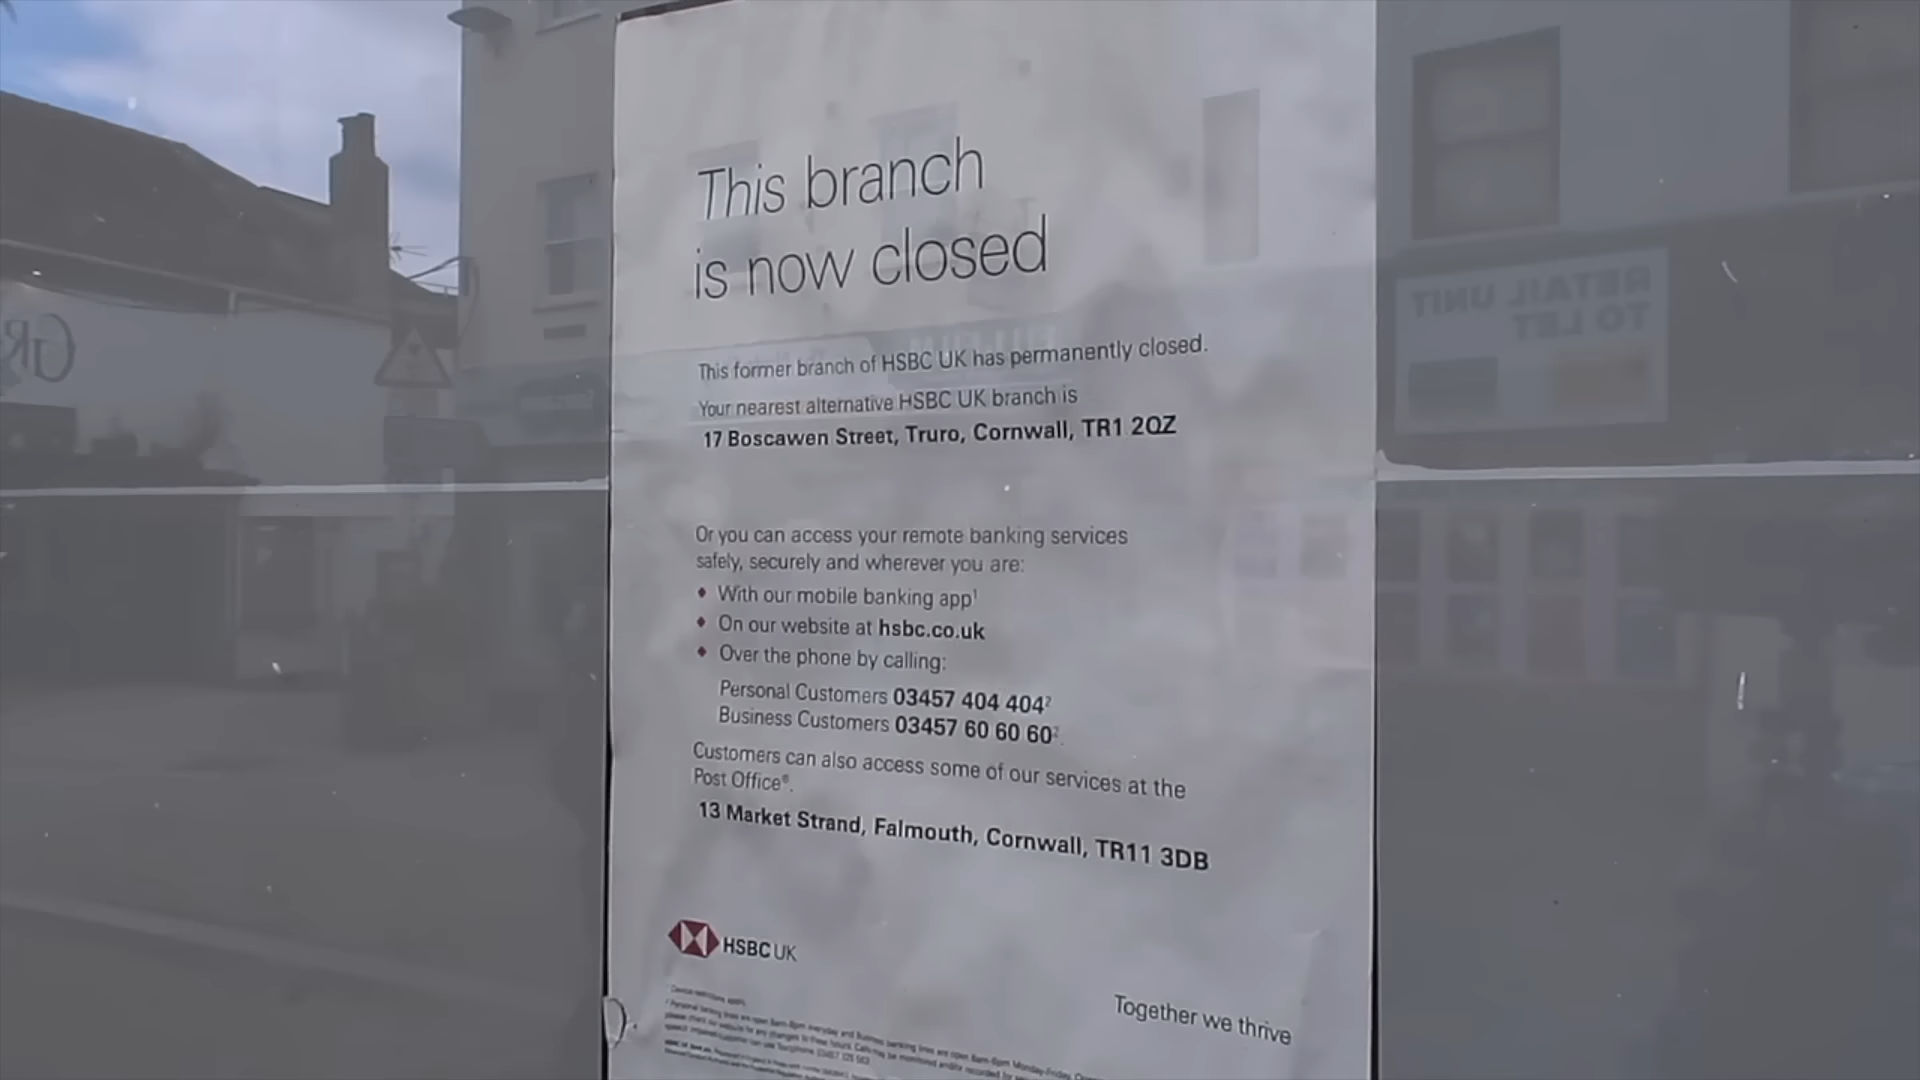 This branch
is now closed
This former branch of HSBC UK has permanently closed.
Your nearest alternative HSBC UK branch is
17 Boscawen Street, Truro, Cornwall, TR1 2QZ
Or you can access your remote banking services
safely, securely and wherever you are:
• With our mobile banking app¹
• On our website at hsbc.co.uk
• Over the phone by calling:
Personal Customers 03457 404 404²
Business Customers 03457 60 60 60²
Customers can also access some of our services at the
Post Office®.
13 Market Strand, Falmouth, Cornwall, TR11 3DB
HSBC UK
Together we thrive
RETAIL UNIT
TO LET
GR